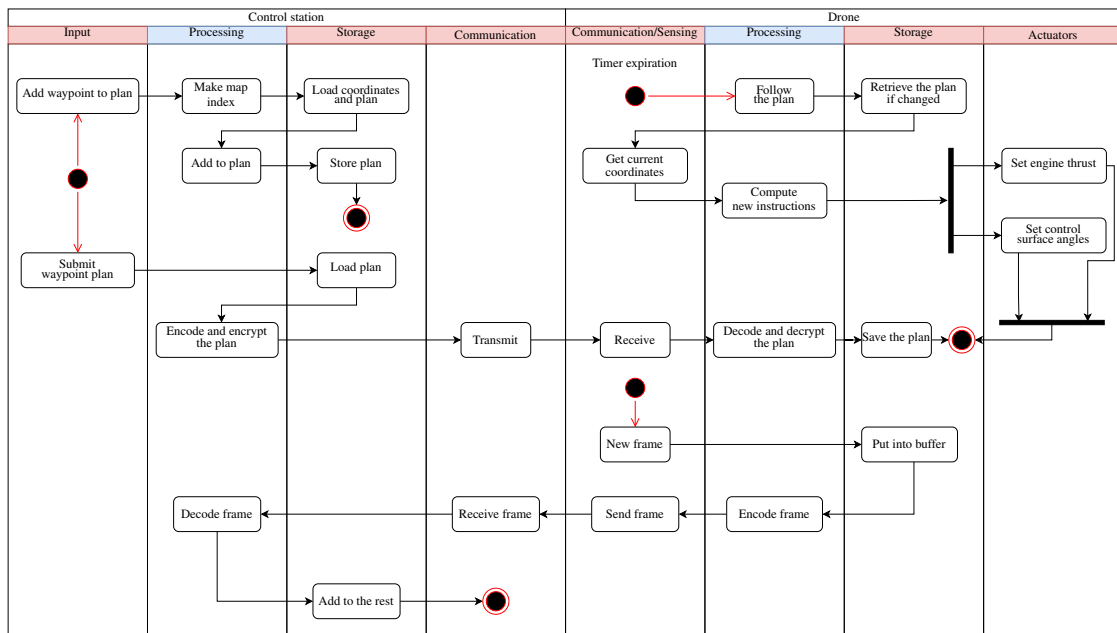 Control station
Drone
Input
Processing
Storage
Communication
Communication/Sensing
Processing
Storage
Actuators
Timer expiration
Add waypoint to plan
Make map
index
Load coordinates
and plan
Follow
the plan
Retrieve the plan
if changed
Add to plan
Store plan
Get current
coordinates
Set engine thrust
Compute
new instructions
Set control
surface angles
Submit
waypoint plan
Load plan
Encode and encrypt
the plan
Transmit
Receive
Decode and decrypt
the plan
Save the plan
New frame
Put into buffer
Decode frame
Receive frame
Send frame
Encode frame
Add to the rest